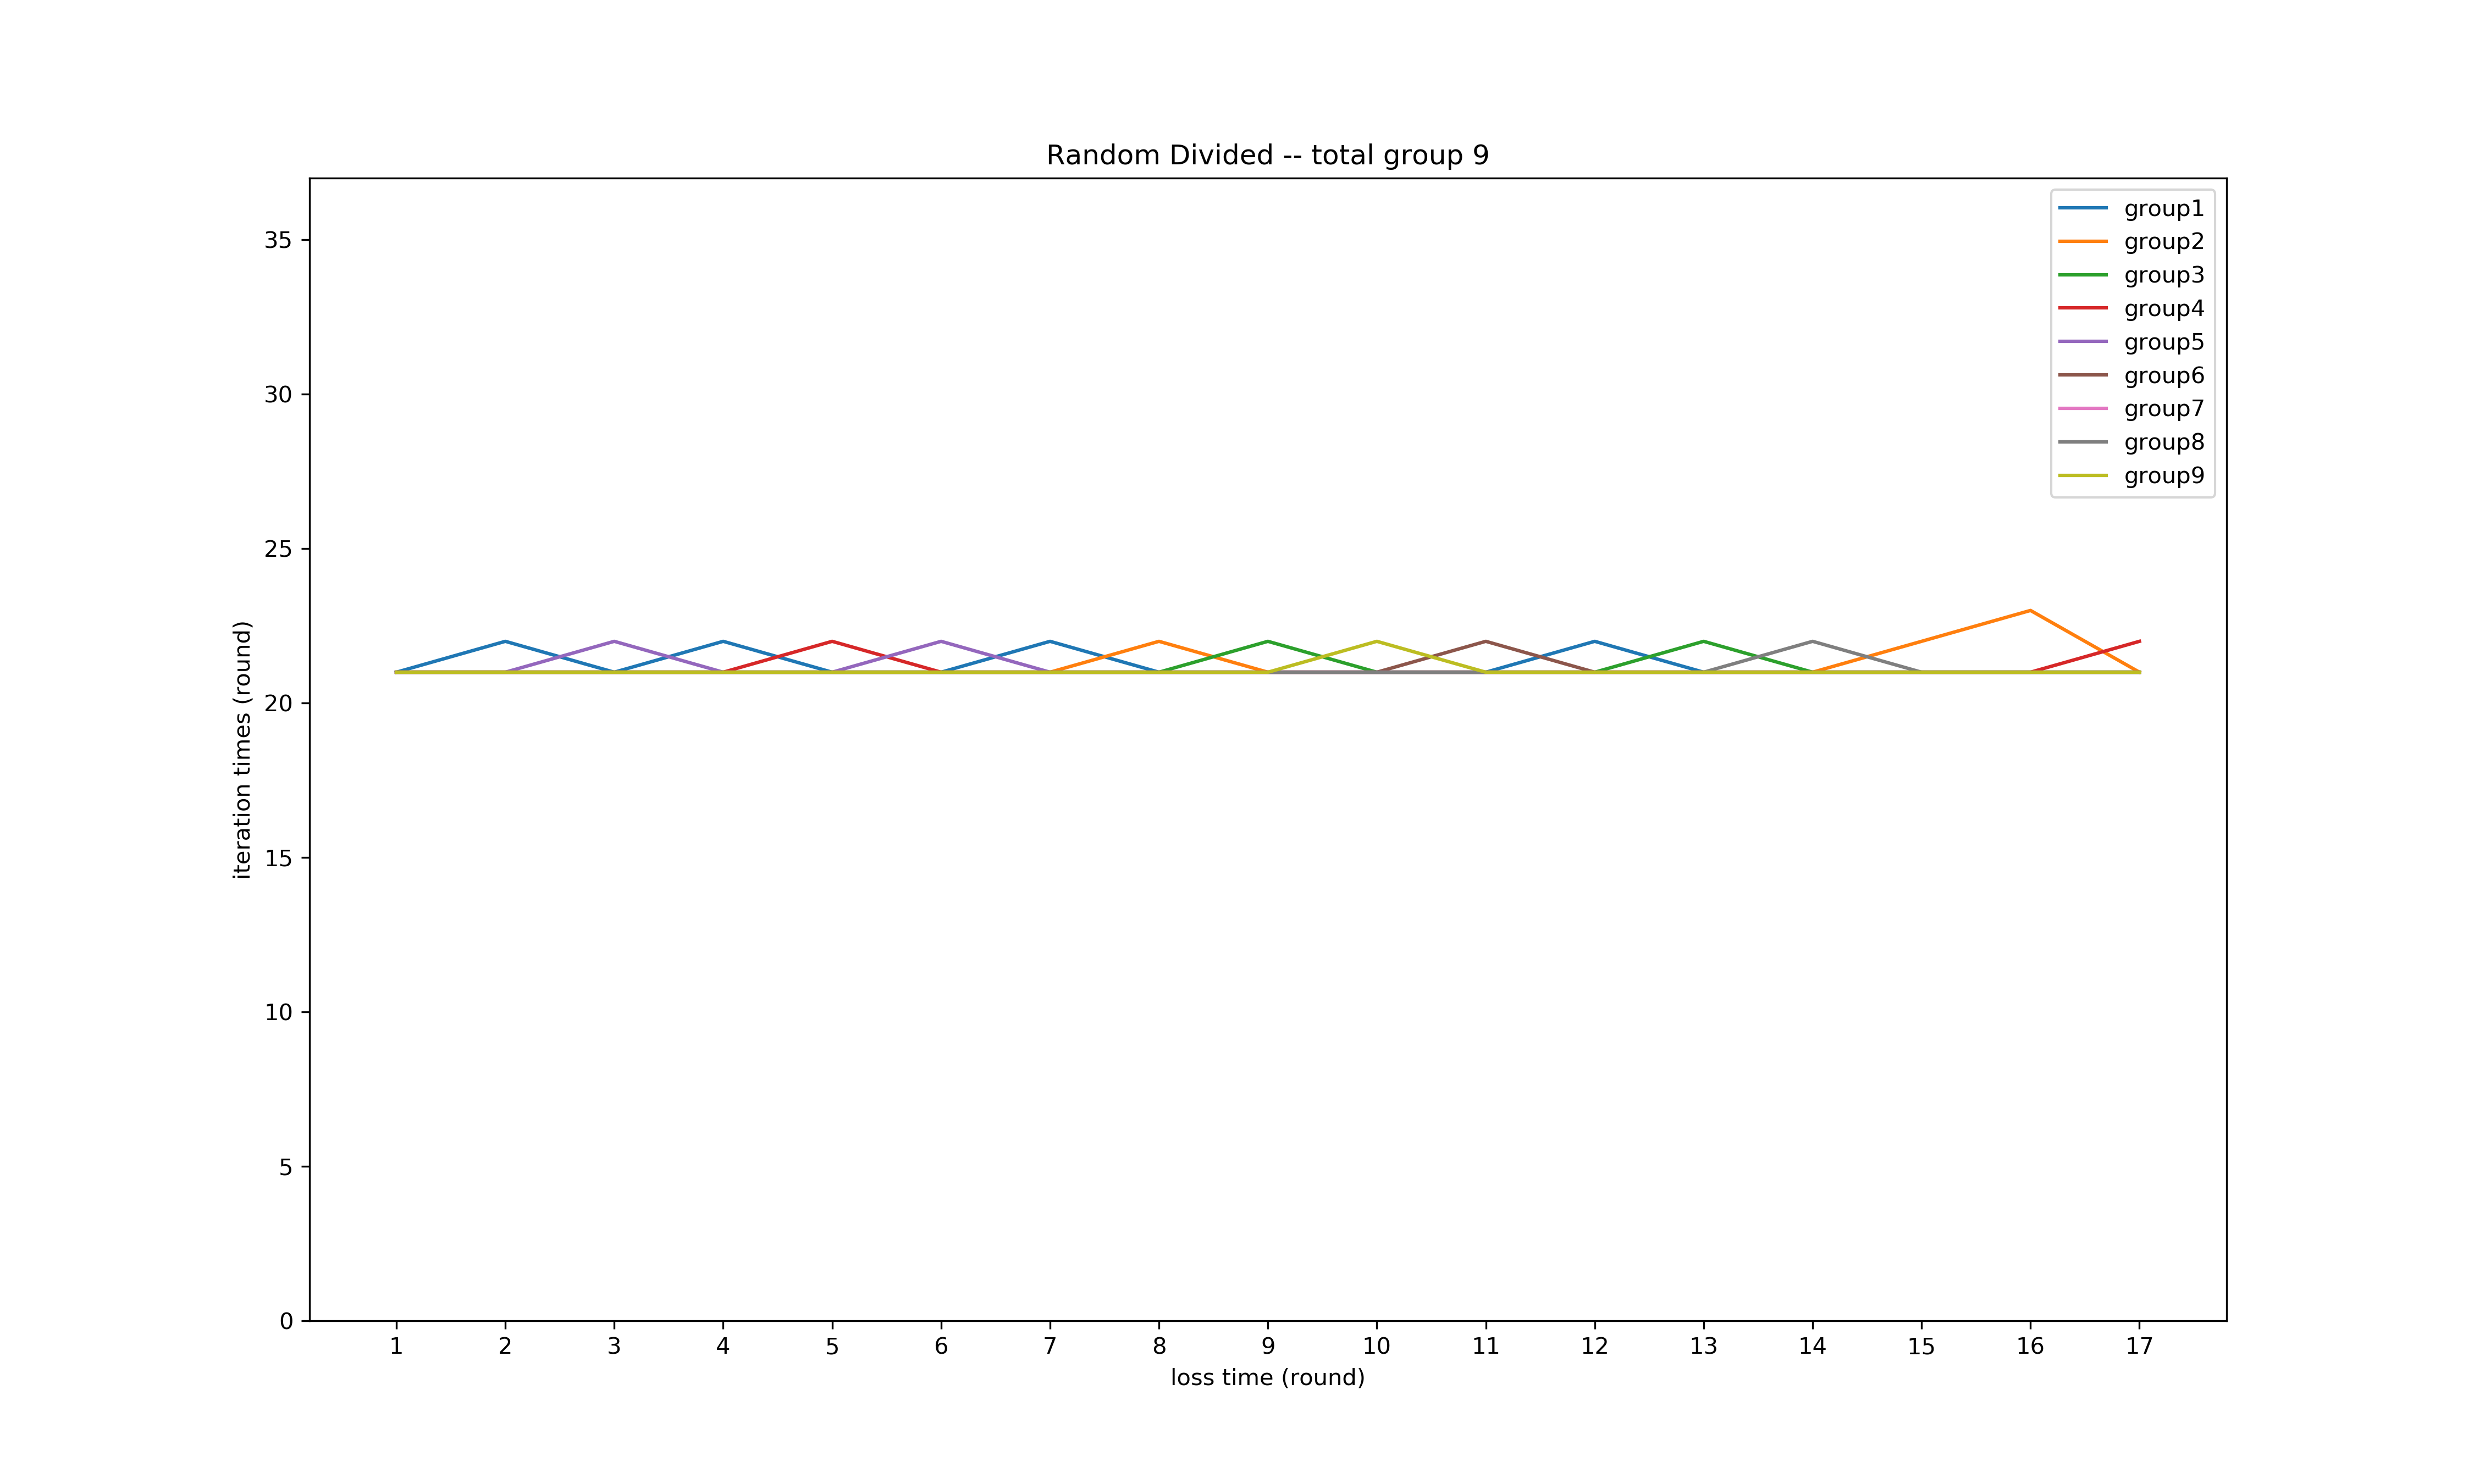 Random Divided -- total group 9
group1
group2
group3
group4
group5
group6
group7
group8
group9
35
30
25
20
15
10
5
0
iteration times (round)
1 2 3 4 5 6 7 8 9 10 11 12 13 14 15 16 17
loss time (round)